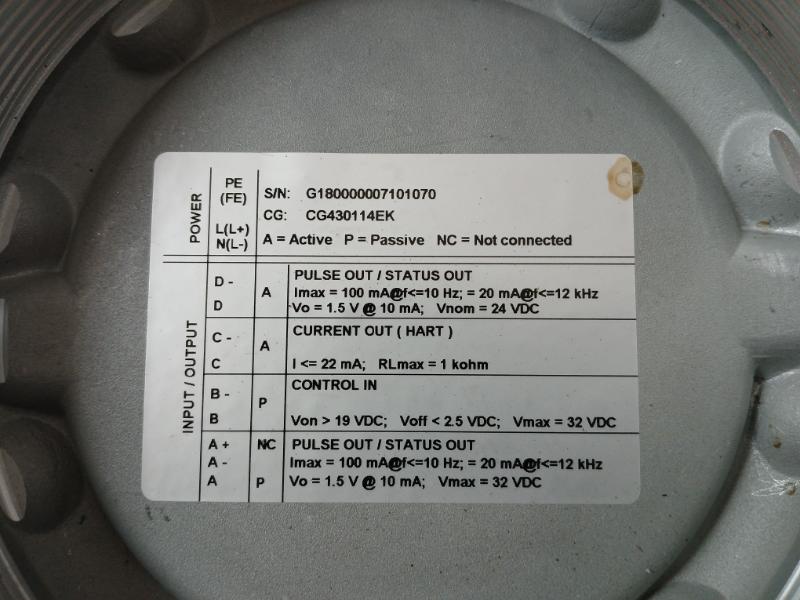 POWER
PE
(FE)
L(L+)
N(L-)
S/N: G180000007101070
CG: CG430114EK
A = Active P = Passive NC = Not connected
INPUT / OUTPUT
D -
D
A
PULSE OUT / STATUS OUT
Imax = 100 mA@f<=10 Hz; = 20 mA@f<=12 kHz
Vo = 1.5 V @ 10 mA; Vnom = 24 VDC
C -
C
A
CURRENT OUT ( HART )
I <= 22 mA; RLmax = 1 kohm
B -
B
P
CONTROL IN
Von > 19 VDC; Voff < 2.5 VDC; Vmax = 32 VDC
A +
A -
A
NC
P
PULSE OUT / STATUS OUT
Imax = 100 mA@f<=10 Hz; = 20 mA@f<=12 kHz
Vo = 1.5 V @ 10 mA; Vmax = 32 VDC